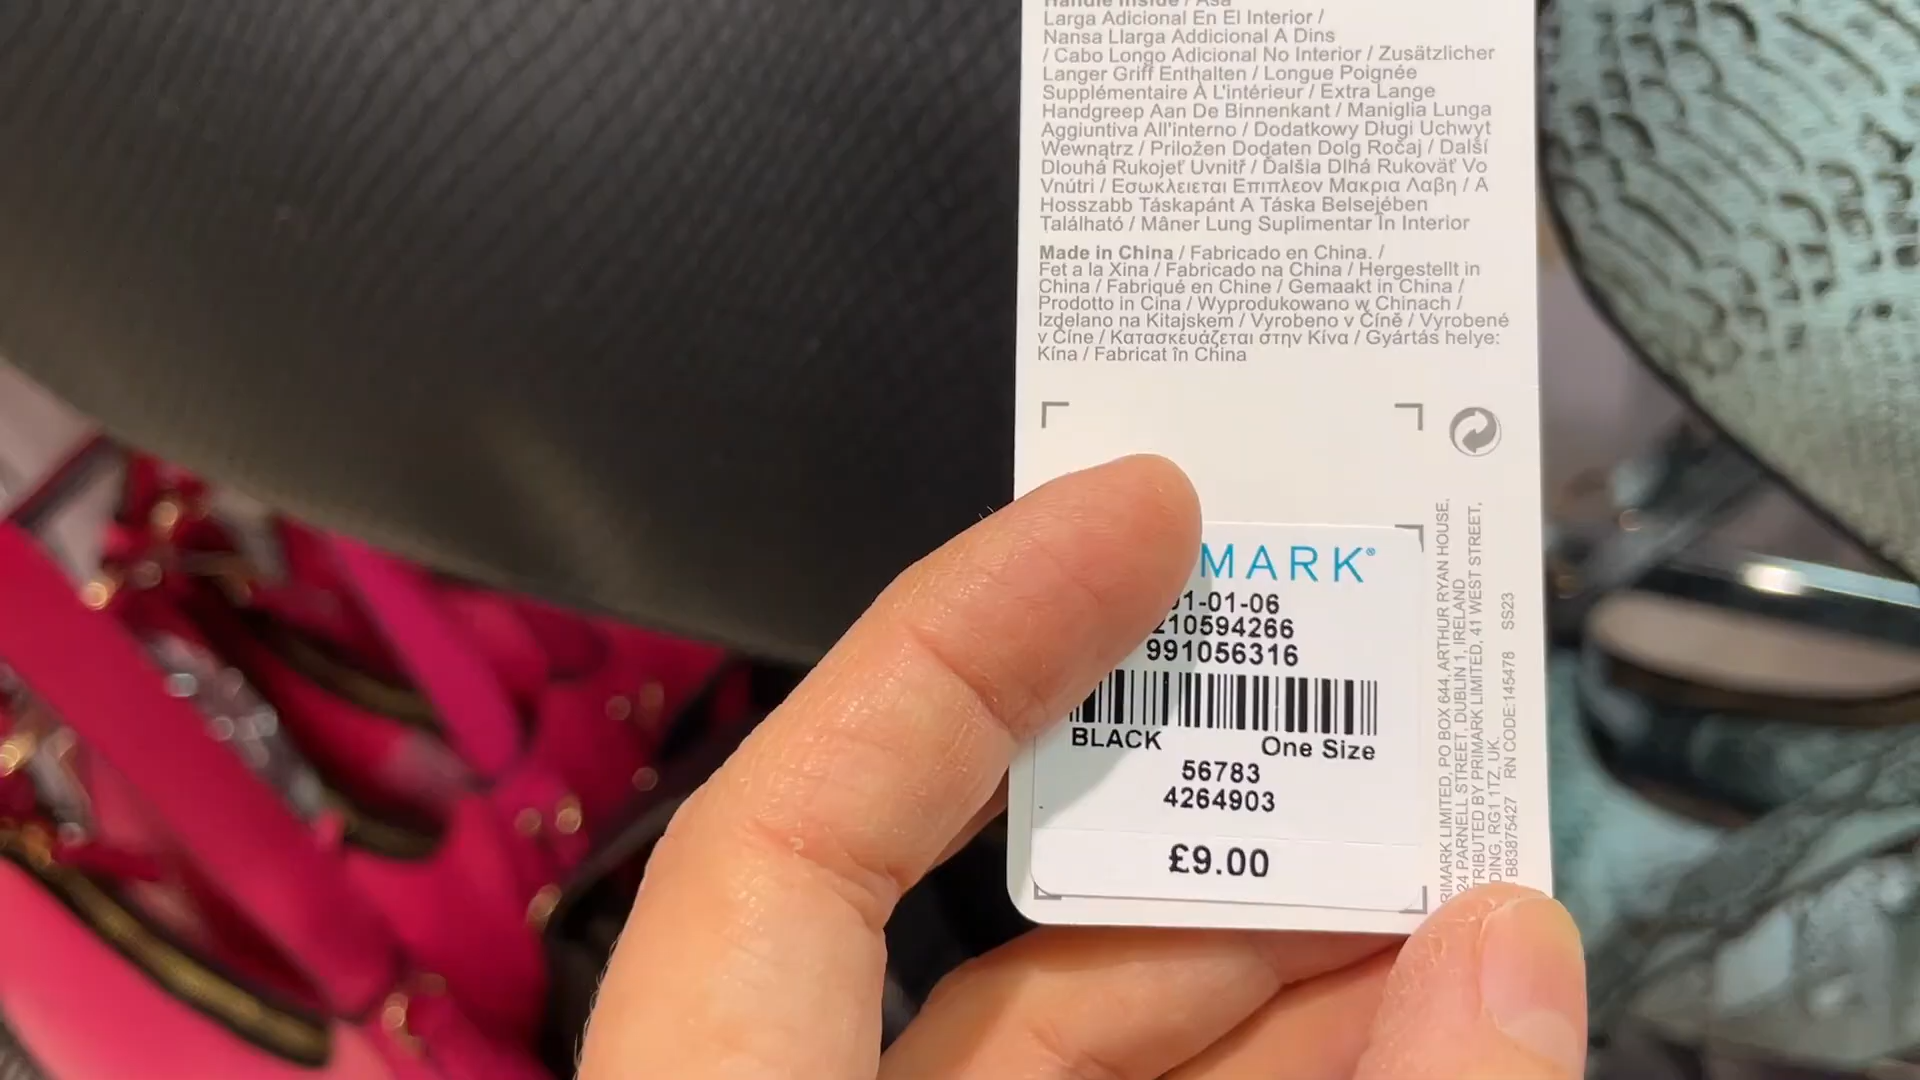 Handle Inside / Asa
Larga Adicional En El Interior /
Nansa Llarga Addicional A Dins
/ Cabo Longo Adicional No Interior / Zusätzlicher
Langer Griff Enthalten / Longue Poignée
Supplémentaire À L'intérieur / Extra Lange
Handgreep Aan De Binnenkant / Maniglia Lunga
Aggiuntiva All'interno / Dodatkowy Długi Uchwyt
Wewnątrz / Priložen Dodaten Dolg Ročaj / Další
Dlouhá Rukojeť Uvnitř / Ďalšia Dlhá Rukoväť Vo
Vnútri / Εσωκλειεται Επιπλεον Μακρια Λαβη / A
Hosszabb Táskapánt A Táska Belsejében
Található / Mâner Lung Suplimentar În Interior
Made in China / Fabricado en China. /
Fet a la Xina / Fabricado na China / Hergestellt in
China / Fabriqué en Chine / Gemaakt in China /
Prodotto in Cina / Wyprodukowano w Chinach /
Izdelano na Kitajskem / Vyrobeno v Číně / Vyrobené
v Číne / Κατασκευάζεται στην Κίνα / Gyártás helye:
Kína / Fabricat în China
MARK®
01-01-06
210594266
991056316
BLACK One Size
56783
4264903
£9.00
RIMARK LIMITED, PO BOX 644, ARTHUR RYAN HOUSE,
24 PARNELL STREET, DUBLIN 1, IRELAND
TRIBUTED BY PRIMARK LIMITED, 41 WEST STREET,
DING, RG1 1TZ, UK
B83875427 RN CODE:145478 SS23